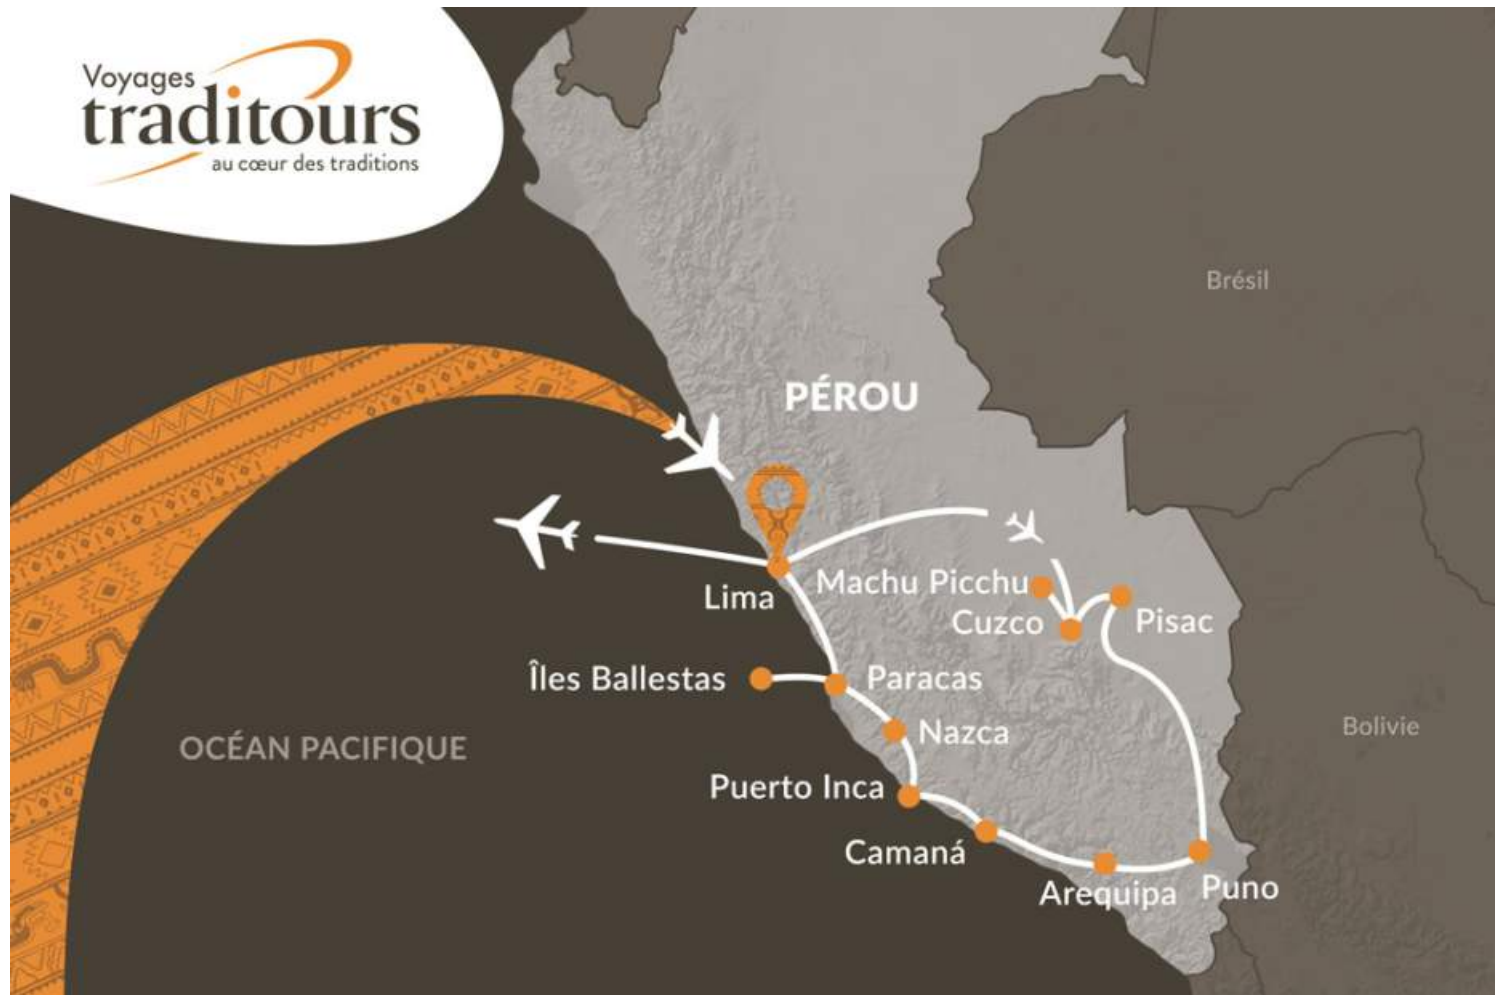 Voyages
traditours
au cœur des traditions
Brésil
PÉROU
Lima
Machu Picchu
Cuzco
Pisac
Îles Ballestas
Paracas
Nazca
OCÉAN PACIFIQUE
Bolivie
Puerto Inca
Camaná
Arequipa
Puno